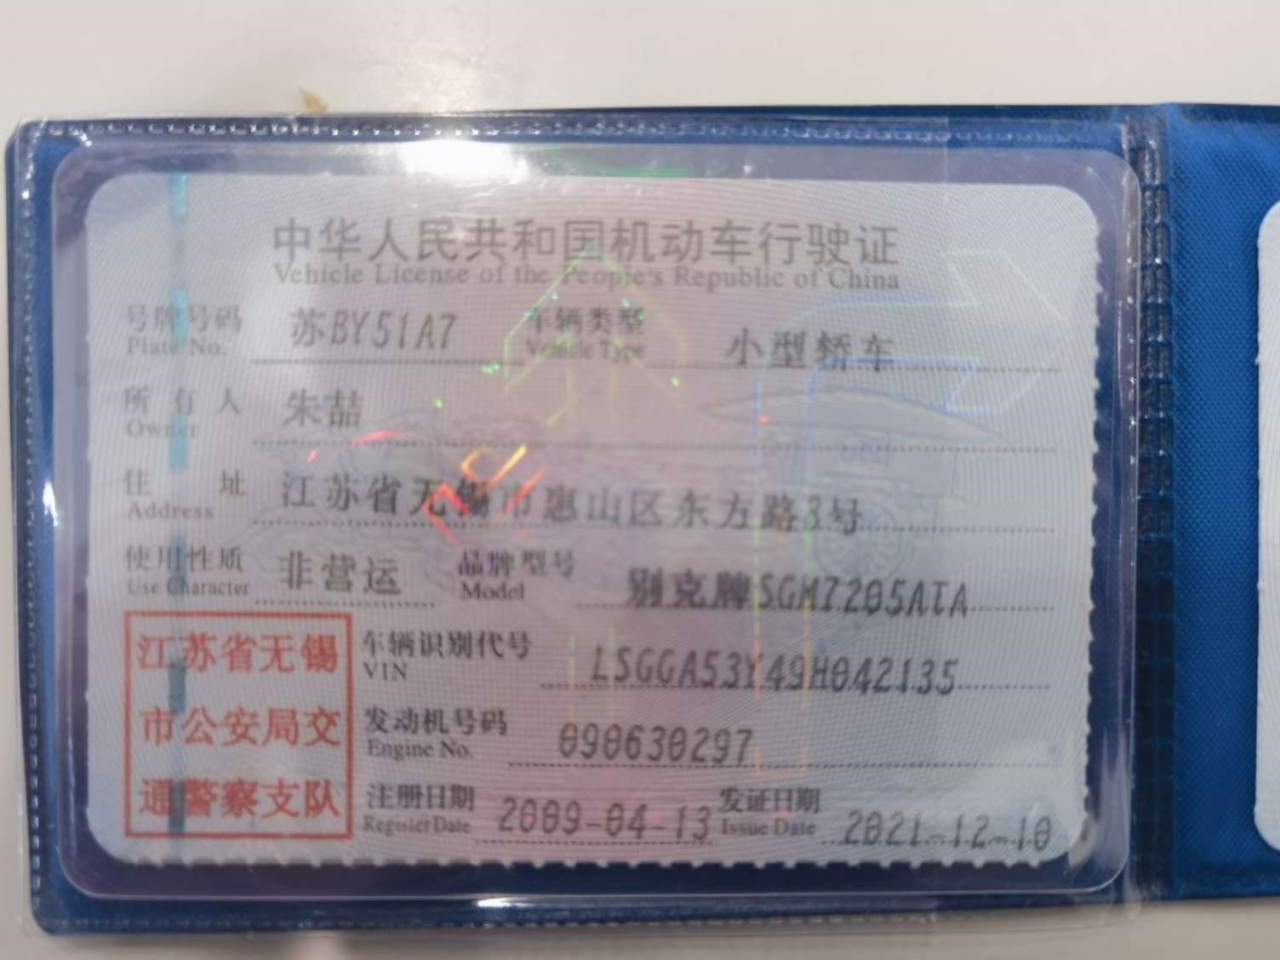 中华人民共和国机动车行驶证
Vehicle License of the People's Republic of China
号牌号码 苏BY51A7 车辆类型 小型轿车
Plate No. Vehicle Type
所有人 朱喆
Owner
住址 江苏省无锡市惠山区东方路3号
Address
使用性质 非营运 品牌型号 别克牌SGM7205ATA
Use Character Model
江苏省无锡
市公安局交
通警察支队
车辆识别代号 LSGGA53Y49H042135
VIN
发动机号码 090630297
Engine No.
注册日期 2009-04-13 发证日期 2021-12-10
Register Date Issue Date